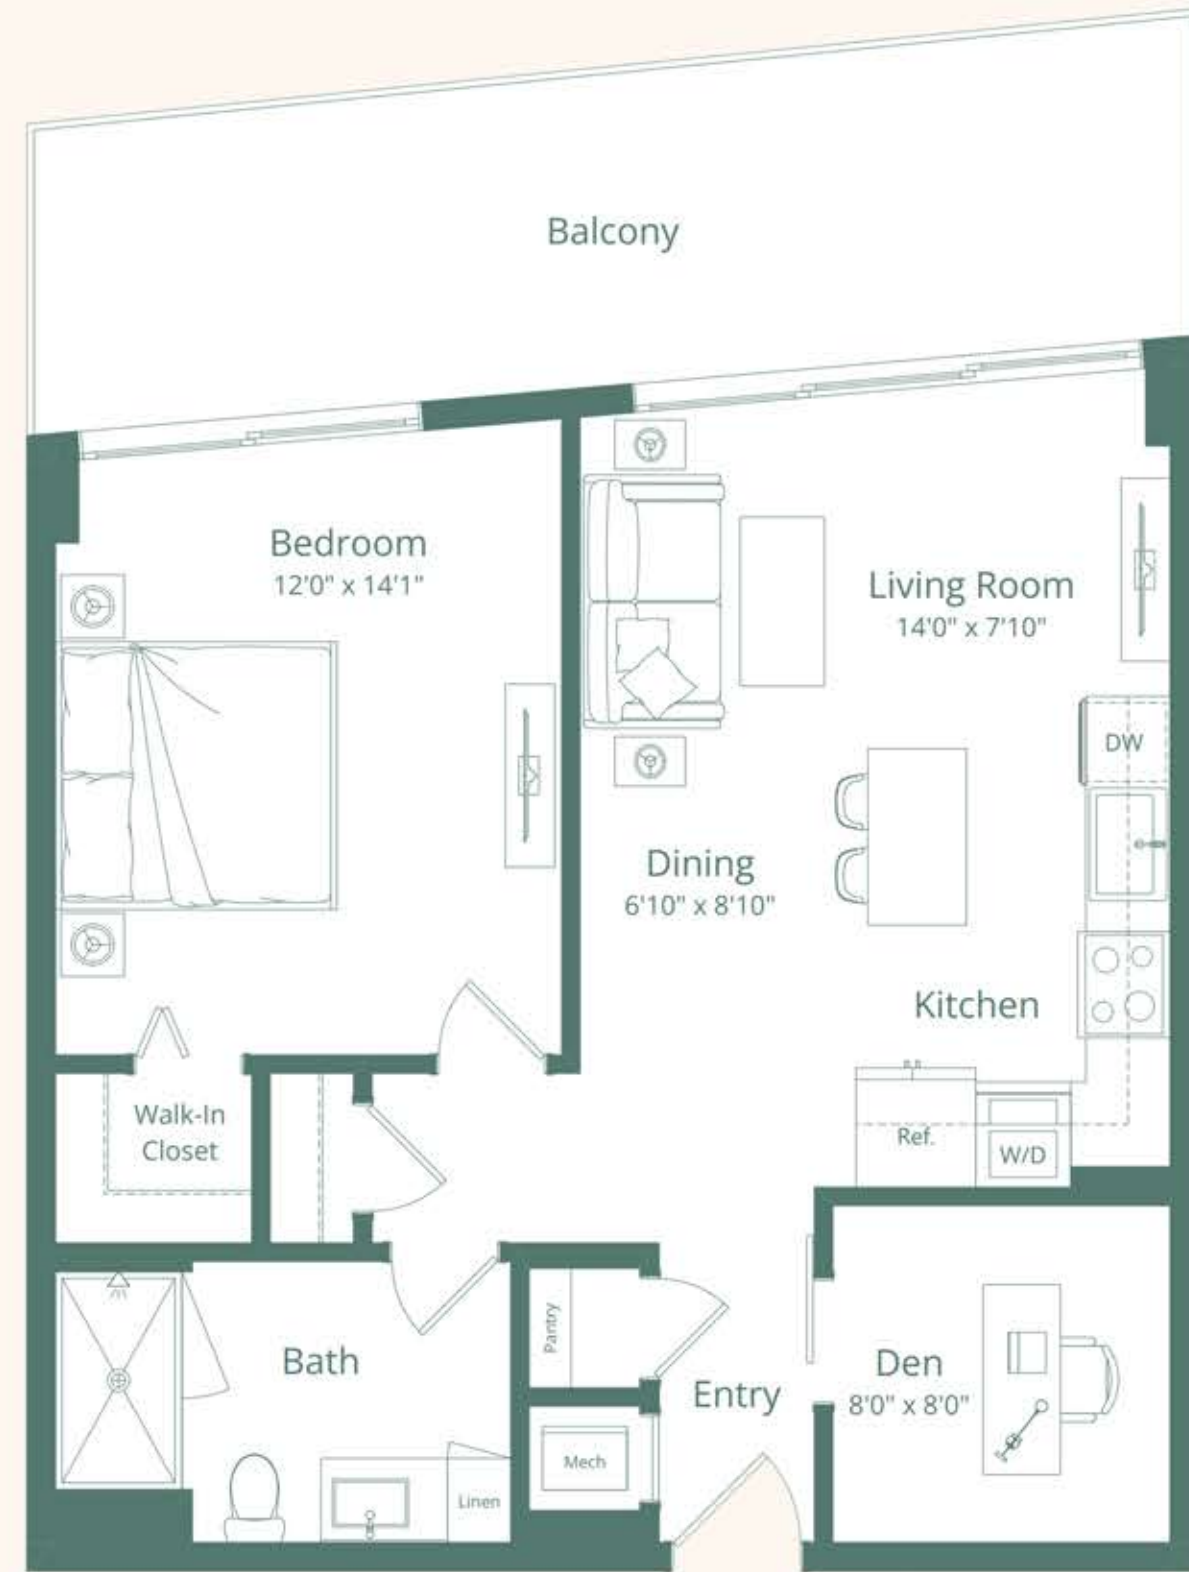 Balcony
Bedroom
12'0" x 14'1"
Living Room
14'0" x 7'10"
DW
Dining
6'10" x 8'10"
Kitchen
Walk-In
Closet
Ref.
W/D
Pantry
Bath
Entry
Den
8'0" x 8'0"
Mech
Linen